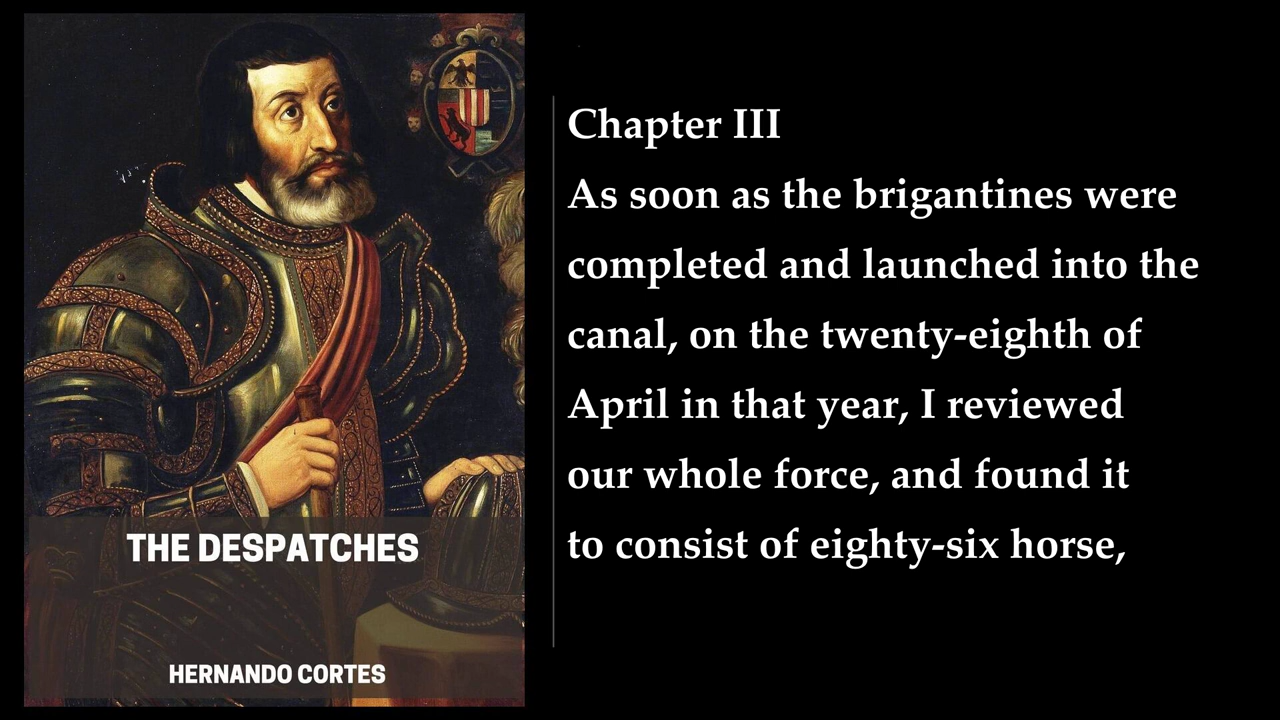 THE DESPATCHES
HERNANDO CORTES
Chapter III
As soon as the brigantines were
completed and launched into the
canal, on the twenty-eighth of
April in that year, I reviewed
our whole force, and found it
to consist of eighty-six horse,